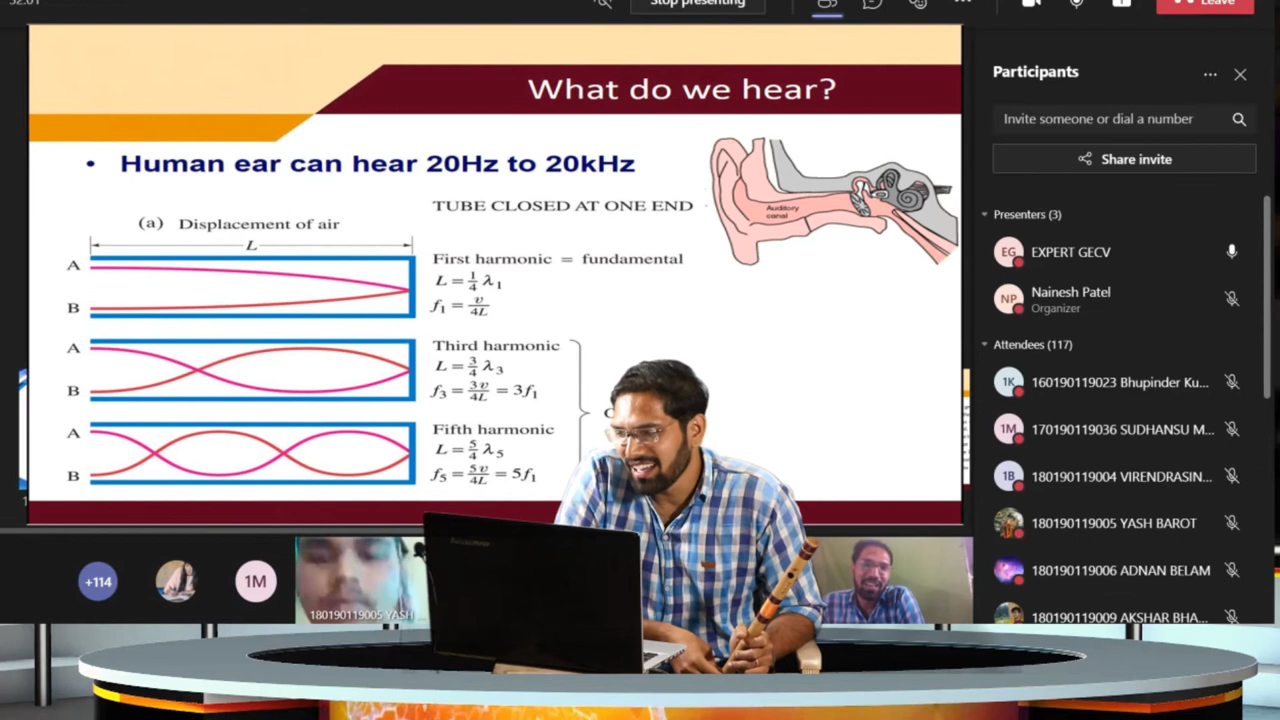 32:01
Stop presenting
Leave
What do we hear?
• Human ear can hear 20Hz to 20kHz
TUBE CLOSED AT ONE END
Auditory
canal
(a) Displacement of air
L
A
B
First harmonic = fundamental
L = 1/4 λ₁
f₁ = v/4L
A
B
Third harmonic
L = 3/4 λ₃
f₃ = 3v/4L = 3f₁
A
B
Fifth harmonic
L = 5/4 λ₅
f₅ = 5v/4L = 5f₁
+114
1M
180190119005 YASH ...
Participants
Invite someone or dial a number
Share invite
Presenters (3)
EG EXPERT GECV
NP Nainesh Patel
Organizer
Attendees (117)
1K 160190119023 Bhupinder Ku...
1M 170190119036 SUDHANSU M...
1B 180190119004 VIRENDRASIN...
180190119005 YASH BAROT
180190119006 ADNAN BELAM
180190119009 AKSHAR BHA...